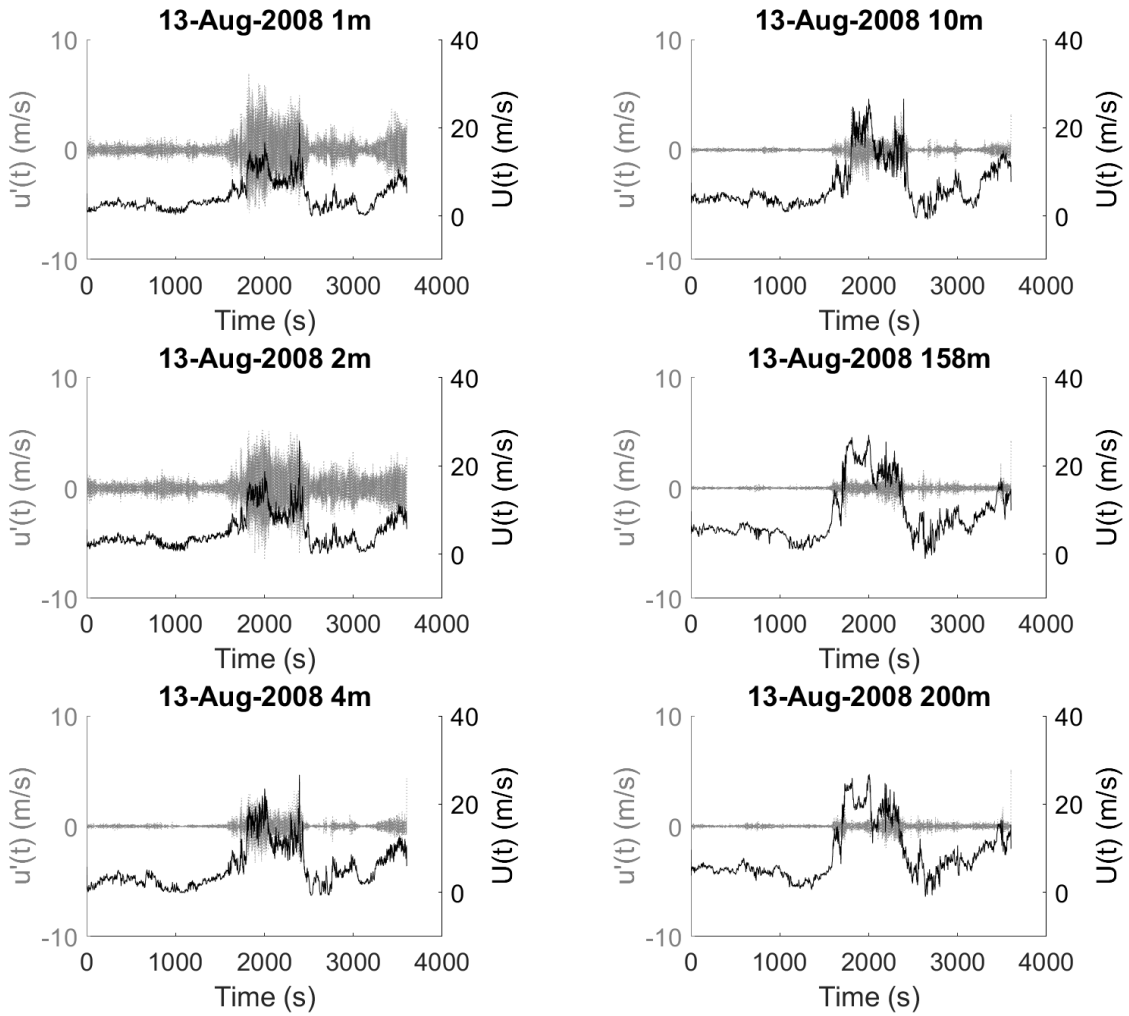 13-Aug-2008 1m
10
0
-10
u'(t) (m/s)
40
20
0
U(t) (m/s)
0 1000 2000 3000 4000
Time (s)
13-Aug-2008 10m
10
0
-10
u'(t) (m/s)
40
20
0
U(t) (m/s)
0 1000 2000 3000 4000
Time (s)
13-Aug-2008 2m
10
0
-10
u'(t) (m/s)
40
20
0
U(t) (m/s)
0 1000 2000 3000 4000
Time (s)
13-Aug-2008 158m
10
0
-10
u'(t) (m/s)
40
20
0
U(t) (m/s)
0 1000 2000 3000 4000
Time (s)
13-Aug-2008 4m
10
0
-10
u'(t) (m/s)
40
20
0
U(t) (m/s)
0 1000 2000 3000 4000
Time (s)
13-Aug-2008 200m
10
0
-10
u'(t) (m/s)
40
20
0
U(t) (m/s)
0 1000 2000 3000 4000
Time (s)